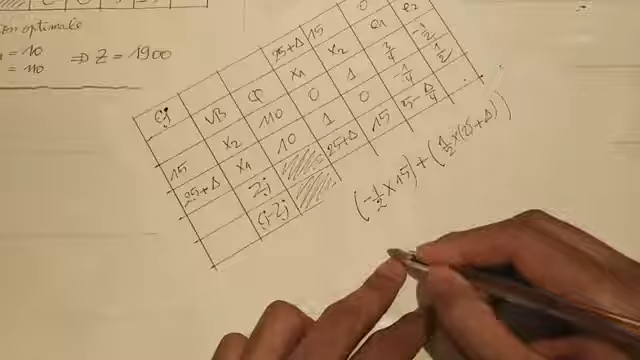 on optimale
= 10
= 110
⇒ Z = 1900
25+Δ 15 0
Cj VB Q x1 x2 e1 e2
15 x2 110 0 1 3/4 -1/2
25+Δ x1 10 1 0 -1/4 1/2
Zj 25+Δ 15 5-Δ/4
Cj-Zj
(-1/2 x 15) + (1/2 x (25 + Δ))